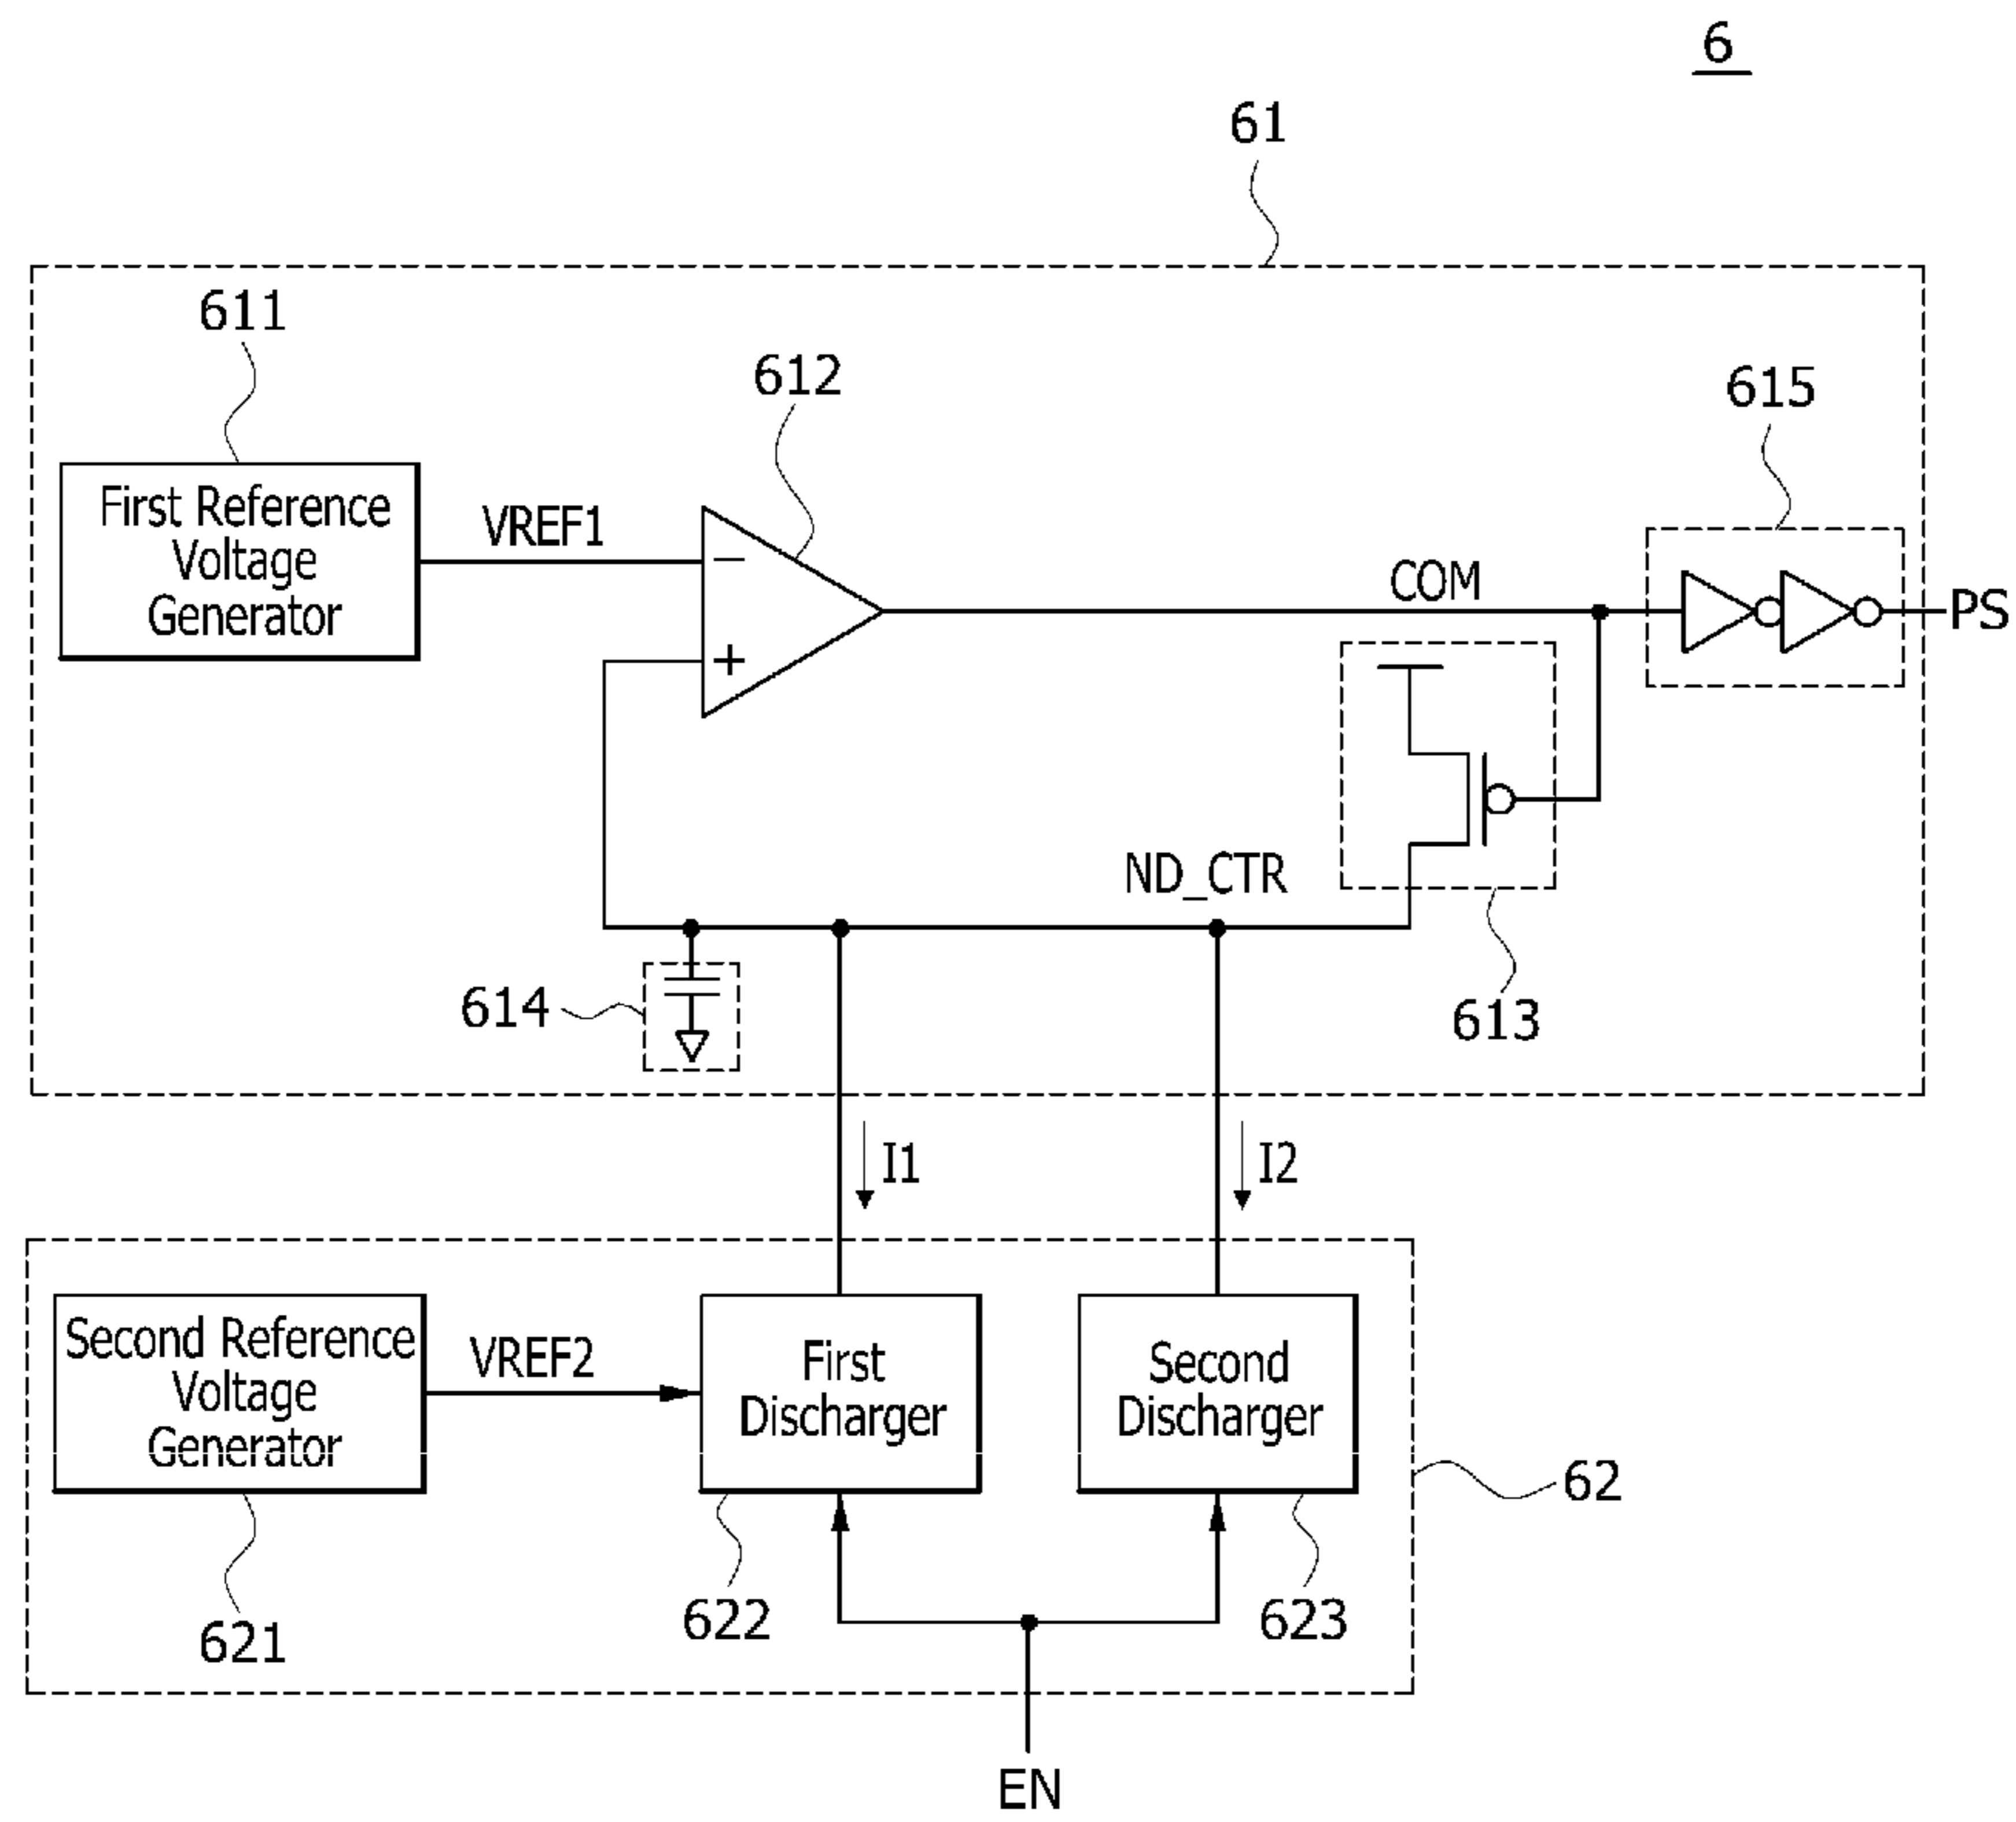 6
61
611
612
615
First Reference
Voltage
Generator
VREF1
−
+
COM
PS
ND_CTR
614
613
I1
I2
Second Reference
Voltage
Generator
VREF2
First
Discharger
Second
Discharger
62
621
622
623
EN